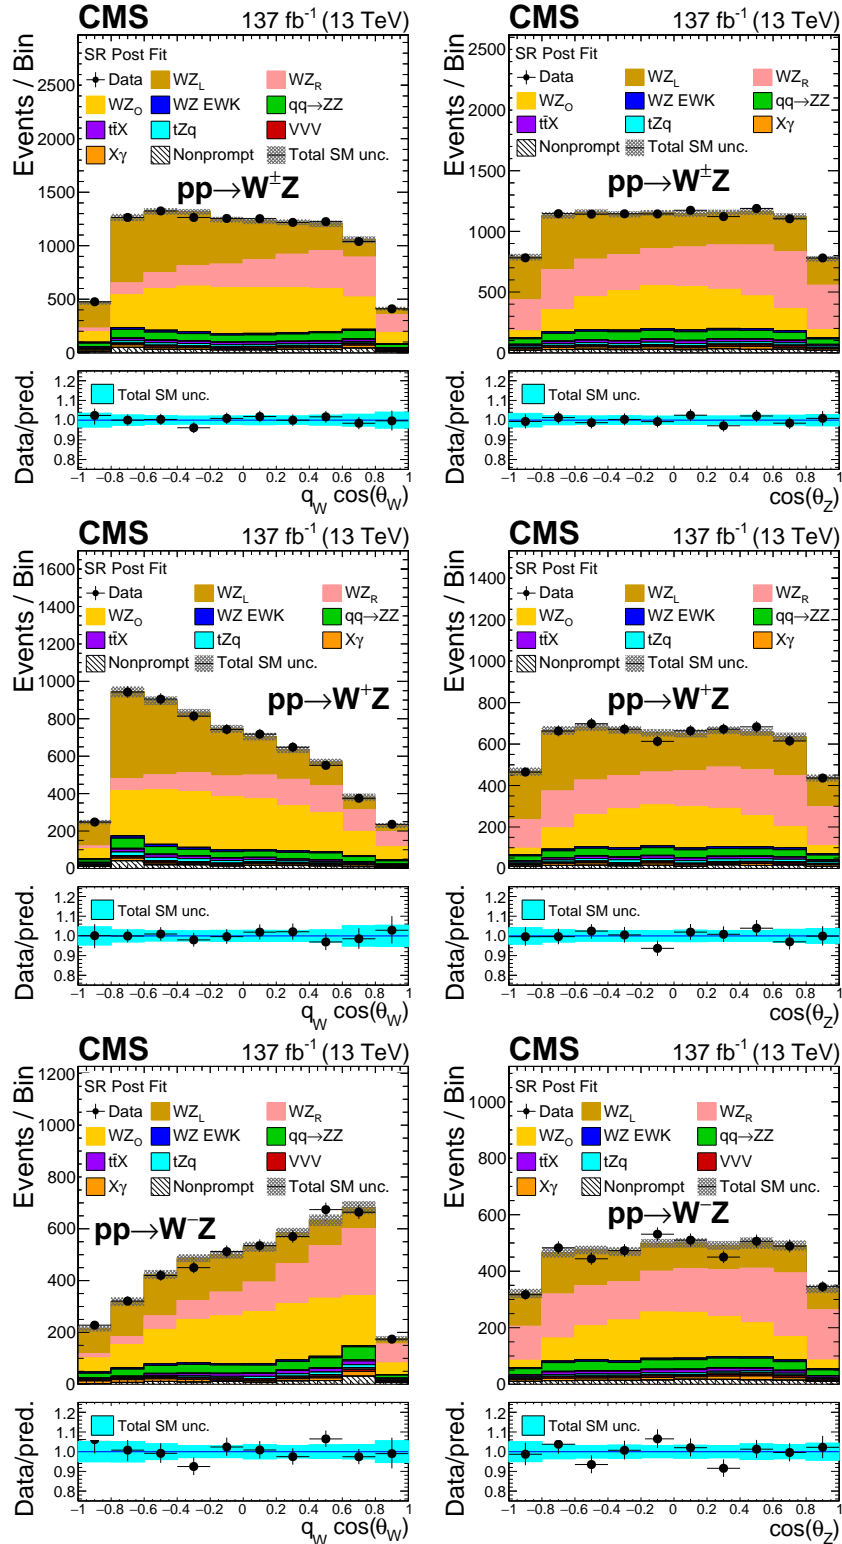 CMS 137 fb⁻¹ (13 TeV)
Events / Bin
SR Post Fit
Data WZ_L WZ_R
WZ_O WZ EWK qq→ZZ
tt̄X tZq VVV
Xγ Nonprompt Total SM unc.
pp→W±Z
2500
2000
1500
1000
500
0
Data/pred.
Total SM unc.
1.2
1.1
1.0
0.9
0.8
−1 −0.8 −0.6 −0.4 −0.2 0 0.2 0.4 0.6 0.8 1
q_W cos(θ_W)
CMS 137 fb⁻¹ (13 TeV)
Events / Bin
2500
SR Post Fit
Data WZ_L WZ_R
WZ_O WZ EWK qq→ZZ
tt̄X tZq VVV
Xγ Nonprompt Total SM unc.
pp→W±Z
2000
1500
1000
500
0
Data/pred.
Total SM unc.
1.2
1.1
1.0
0.9
0.8
−1 −0.8 −0.6 −0.4 −0.2 0 0.2 0.4 0.6 0.8 1
cos(θ_Z)
CMS 137 fb⁻¹ (13 TeV)
Events / Bin
1600
SR Post Fit
Data WZ_L WZ_R
WZ_O WZ EWK qq→ZZ
tt̄X tZq Xγ
Nonprompt Total SM unc.
pp→W⁺Z
1400
1200
1000
800
600
400
200
0
Data/pred.
Total SM unc.
1.2
1.1
1.0
0.9
0.8
−1 −0.8 −0.6 −0.4 −0.2 0 0.2 0.4 0.6 0.8 1
q_W cos(θ_W)
CMS 137 fb⁻¹ (13 TeV)
Events / Bin
SR Post Fit
Data WZ_L WZ_R
WZ_O WZ EWK qq→ZZ
tt̄X tZq Xγ
Nonprompt Total SM unc.
pp→W⁺Z
1400
1200
1000
800
600
400
200
0
Data/pred.
Total SM unc.
1.2
1.1
1.0
0.9
0.8
−1 −0.8 −0.6 −0.4 −0.2 0 0.2 0.4 0.6 0.8 1
cos(θ_Z)
CMS 137 fb⁻¹ (13 TeV)
Events / Bin
1200
SR Post Fit
Data WZ_L WZ_R
WZ_O WZ EWK qq→ZZ
tt̄X tZq VVV
Xγ Nonprompt Total SM unc.
pp→W⁻Z
1000
800
600
400
200
0
Data/pred.
Total SM unc.
1.2
1.1
1.0
0.9
0.8
−1 −0.8 −0.6 −0.4 −0.2 0 0.2 0.4 0.6 0.8 1
q_W cos(θ_W)
CMS 137 fb⁻¹ (13 TeV)
Events / Bin
SR Post Fit
Data WZ_L WZ_R
WZ_O WZ EWK qq→ZZ
tt̄X tZq VVV
Xγ Nonprompt Total SM unc.
pp→W⁻Z
1000
800
600
400
200
0
Data/pred.
Total SM unc.
1.2
1.1
1.0
0.9
0.8
−1 −0.8 −0.6 −0.4 −0.2 0 0.2 0.4 0.6 0.8 1
cos(θ_Z)